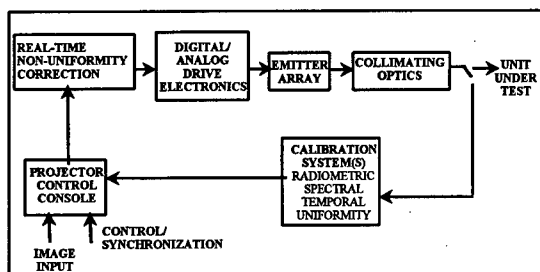 REAL-TIME
NON-UNIFORMITY
CORRECTION
DIGITAL/
ANALOG
DRIVE
ELECTRONICS
EMITTER
ARRAY
COLLIMATING
OPTICS
UNIT
UNDER
TEST
CALIBRATION
SYSTEM(S)
RADIOMETRIC
SPECTRAL
TEMPORAL
UNIFORMITY
PROJECTOR
CONTROL
CONSOLE
CONTROL/
SYNCHRONIZATION
IMAGE
INPUT